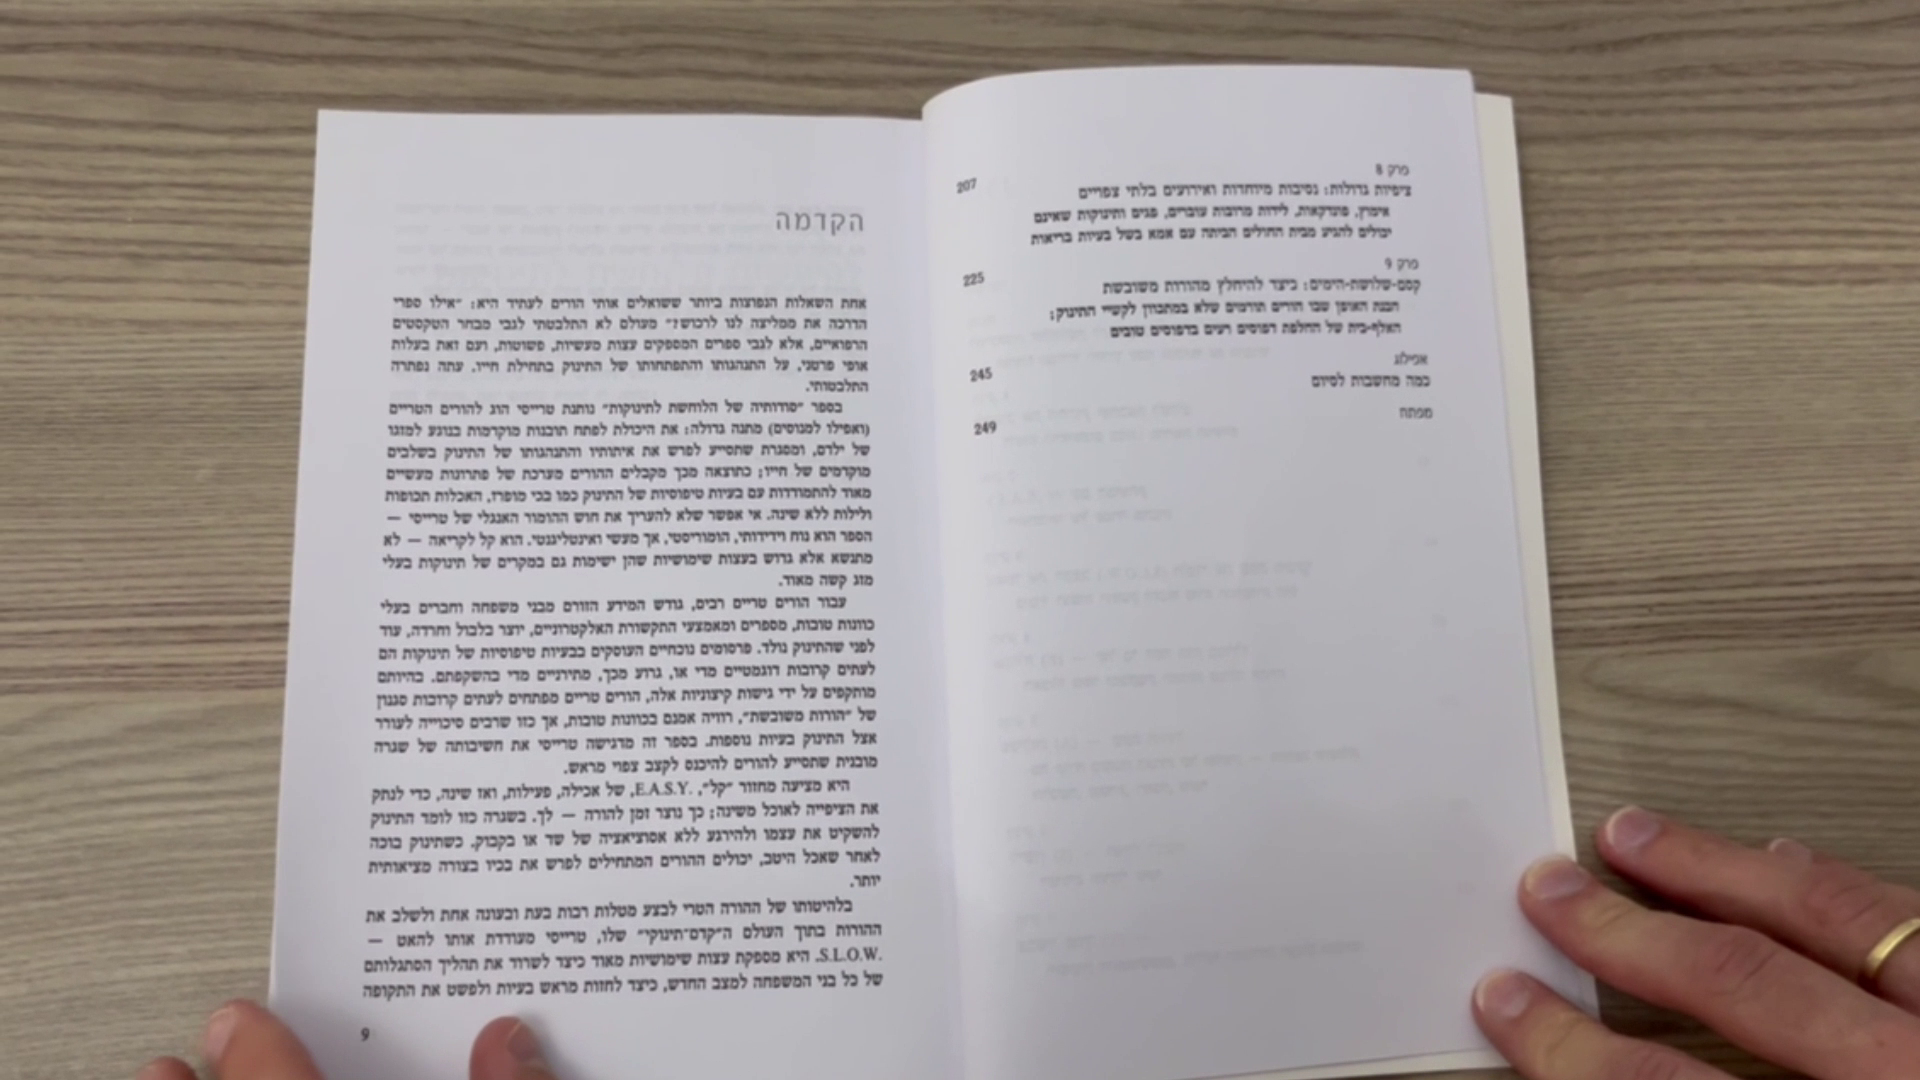 פרק 8
ציפיות גדולות: נסיבות מיוחדות ואירועים בלתי צפויים 207
אימוץ, פונדקאות, לידות מרובות עוברים, פגים ותינוקות שאינם
יכולים להגיע מבית החולים הביתה עם אמא בשל בעיות בריאות
פרק 9
קסם-שלושת-הימים: כיצד להיחלץ מהורות משובשת 225
הבנת האופן שבו הורים תורמים שלא במתכוון לקשיי התינוק;
האלף-בית של החלפת דפוסים רעים בדפוסים טובים
אפילוג
כמה מחשבות לסיום 245
מפתח 249
הקדמה
אחת השאלות הנפוצות ביותר ששואלים אותי הורים לעתיד היא: "אילו ספרי
הדרכה את ממליצה לנו לרכוש?" מעולם לא התלבטתי לגבי מבחר הטקסטים
הרפואיים, אלא לגבי ספרים המספקים עצות מעשיות, פשוטות, ועם זאת בעלות
אופי פרטני, על התנהגותו והתפתחותו של התינוק בתחילת חייו. עתה נפתרה
התלבטותי.
בספר "סודותיה של הלוחשת לתינוקות" נותנת טרייסי הוג להורים הטריים
(ואפילו למנוסים) מתנה גדולה: את היכולת לפתח תובנות מוקדמות בנוגע למזגו
של ילדם, ומסגרת שתסייע לפרש את איתותיו והתנהגותו של התינוק בשלבים
מוקדמים של חייו; כתוצאה מכך מקבלים ההורים מערכת של פתרונות מעשיים
מאוד להתמודדות עם בעיות טיפוסיות של התינוק כמו בכי מופרז, האכלות תכופות
ולילות ללא שינה. אי אפשר שלא להעריך את חוש ההומור האנגלי של טרייסי —
הספר הוא נוח וידידותי, הומוריסטי, אך מעשי ואינטליגנטי. הוא קל לקריאה — לא
מתנשא אלא גדוש בעצות שימושיות שהן ישימות גם במקרים של תינוקות בעלי
מזג קשה מאוד.
עבור הורים טריים רבים, גודש המידע הזורם מבני משפחה וחברים בעלי
כוונות טובות, מספרים ומאמצעי התקשורת האלקטרוניים, יוצר בלבול וחרדה, עוד
לפני שהתינוק נולד. פרסומים נוכחיים העוסקים בבעיות טיפוסיות של תינוקות הם
לעתים קרובות דוגמטיים מדי או, גרוע מכך, מתירניים מדי בהשקפתם. בהיותם
מותקפים על ידי גישות קיצוניות אלה, הורים טריים מפתחים לעתים קרובות סגנון
של "הורות משובשת", רוויה אמנם בכוונות טובות, אך כזו שרבים סיכוייה לעורר
אצל התינוק בעיות נוספות. בספר זה מדגישה טרייסי את חשיבותה של שגרה
מובנית שתסייע להורים להיכנס לקצב צפוי מראש.
היא מציעה מחזור "קל", E.A.S.Y., של אכילה, פעילות, ואז שינה, כדי לנתק
את הציפייה לאוכל משינה; כך נוצר זמן להורה — לך. בשגרה כזו לומד התינוק
להשקיט את עצמו ולהירגע ללא אסוציאציה של שד או בקבוק. כשתינוק בוכה
לאחר שאכל היטב, יכולים ההורים המתחילים לפרש את בכיו בצורה מציאותית
יותר.
בלהיטותו של ההורה הטרי לבצע מטלות רבות בעת ובעונה אחת ולשלב את
ההורות בתוך העולם ה"קדם־תינוקי" שלו, טרייסי מעודדת אותו להאט —
S.L.O.W. היא מספקת עצות שימושיות מאוד כיצד לשרוד את תהליך הסתגלותם
של כל בני המשפחה למצב החדש, כיצד לחזות מראש בעיות ולפשט את התקופה
9